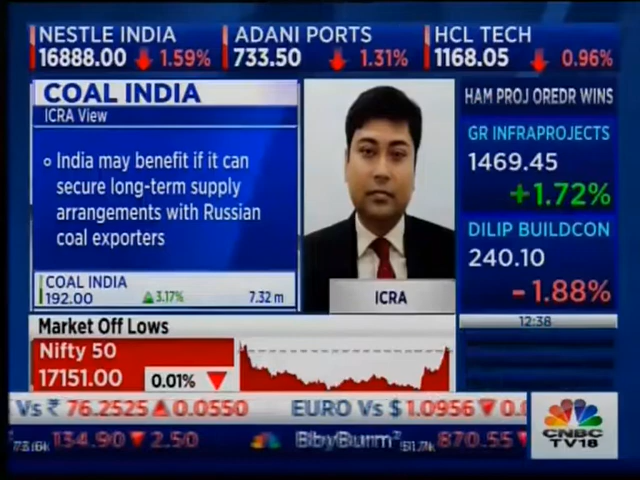 NESTLE INDIA
16888.00 1.59%
ADANI PORTS
733.50 1.31%
HCL TECH
1168.05 0.96%
COAL INDIA
ICRA View
India may benefit if it can
secure long-term supply
arrangements with Russian
coal exporters
COAL INDIA
192.00 3.17% 7.32 m
ICRA
HAM PROJ OREDR WINS
GR INFRAPROJECTS
1469.45
+1.72%
DILIP BUILDCON
240.10
-1.88%
12:38
Market Off Lows
Nifty 50
17151.00 0.01%
Vs ₹ 76.2525 0.0550 EURO Vs $ 1.0956 0.0
134.90 2.50 870.55
CNBC
TV18